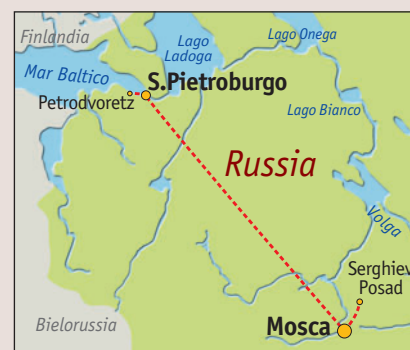 Finlandia
Lago
Ladoga
Lago Onega
Mar Baltico
S.Pietroburgo
Petrodvoretz
Lago Bianco
Russia
Volga
Serghiev
Posad
Bielorussia
Mosca